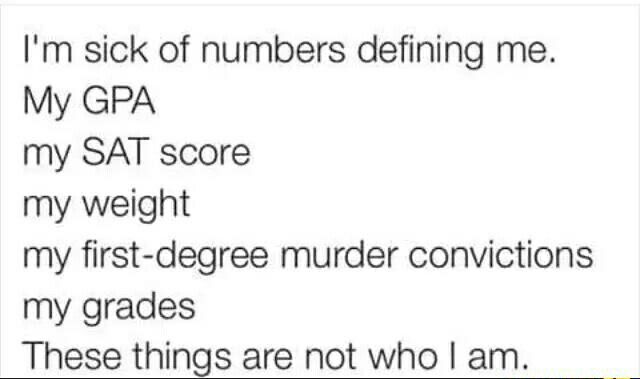 I'm sick of numbers defining me.
My GPA
my SAT score
my weight
my first-degree murder convictions
my grades
These things are not who I am.